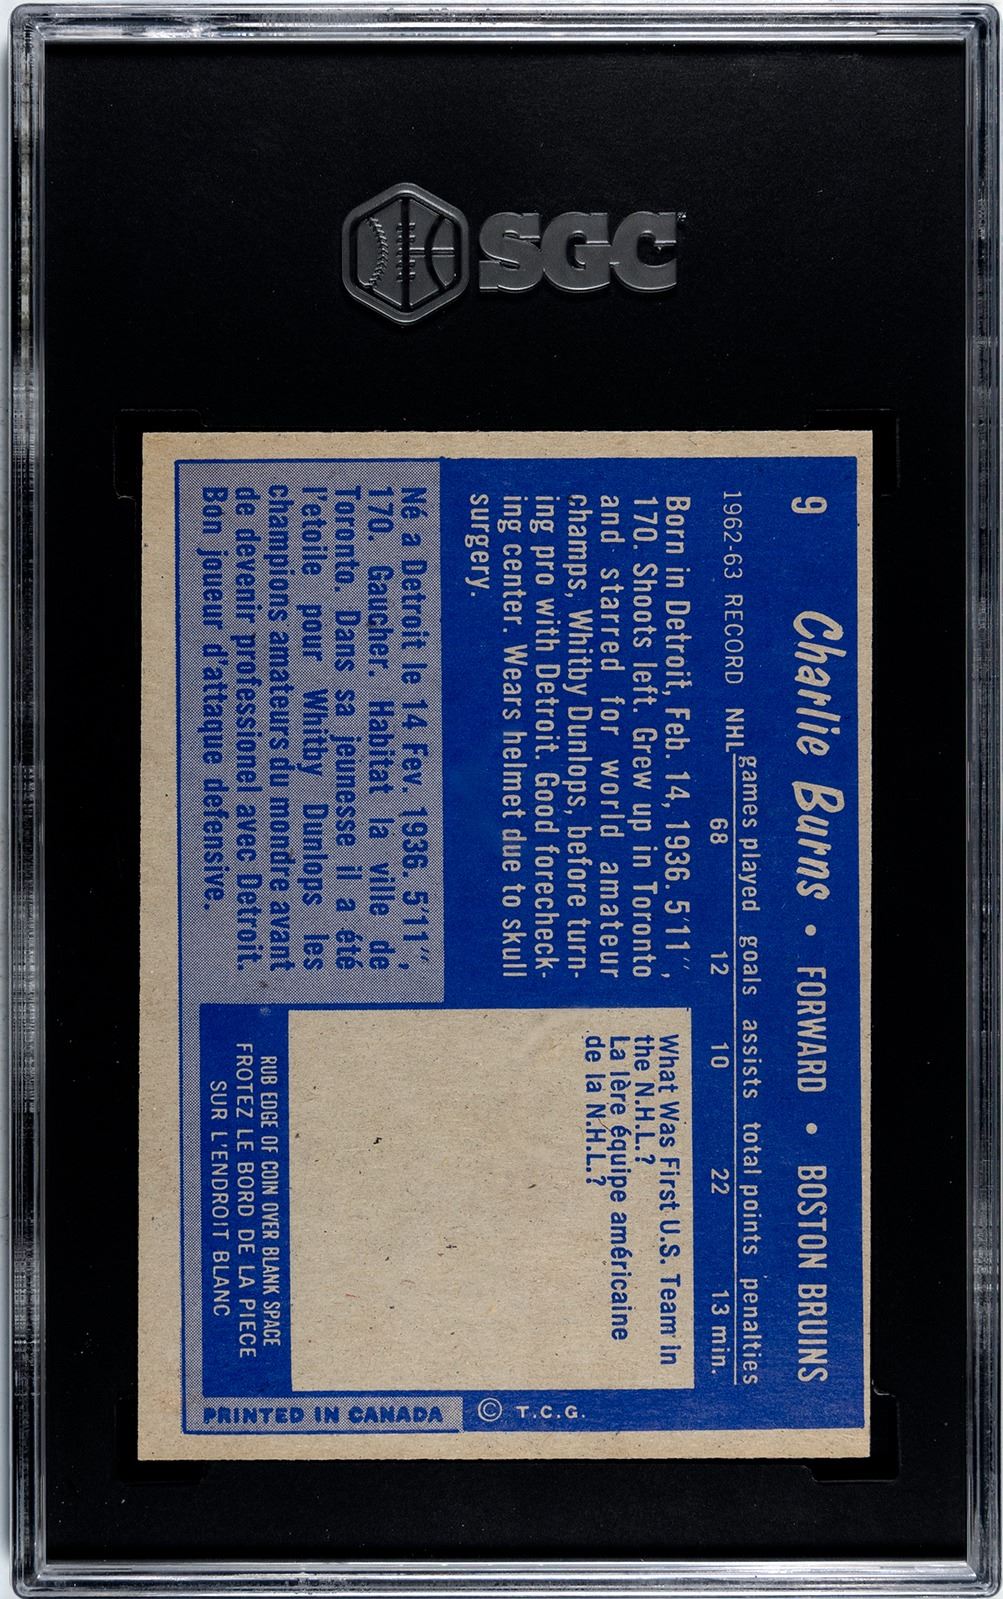 SGC
9 Charlie Burns • FORWARD • BOSTON BRUINS
games played goals assists total points penalties
1962-63 RECORD NHL 68 12 10 22 13 min.
Born in Detroit, Feb. 14, 1936. 5'11",
170. Shoots left. Grew up in Toronto
and starred for world amateur
champs, Whitby Dunlops, before turn-
ing pro with Detroit. Good forecheck-
ing center. Wears helmet due to skull
surgery.
Né a Detroit le 14 Fev. 1936. 5'11",
170. Gaucher. Habitat la ville de
Toronto. Dans sa jeunesse il a été
l'etoile pour Whitby Dunlops les
champions amateurs du mondre avant
de devenir professionel avec Detroit.
Bon joueur d'attaque defensive.
What Was First U.S. Team In
the N.H.L.?
La lère équipe américaine
de la N.H.L.?
RUB EDGE OF COIN OVER BLANK SPACE
FROTEZ LE BORD DE LA PIECE
SUR L'ENDROIT BLANC
© T.C.G.
PRINTED IN CANADA